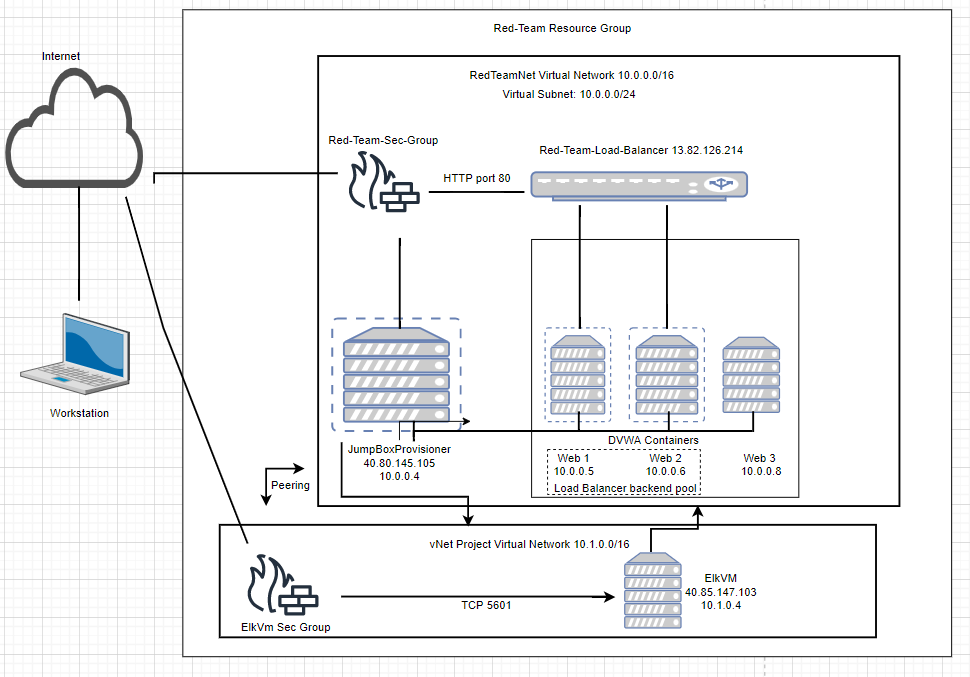 Red-Team Resource Group
Internet
RedTeamNet Virtual Network 10.0.0.0/16
Virtual Subnet: 10.0.0.0/24
Red-Team-Sec-Group
Red-Team-Load-Balancer 13.82.126.214
HTTP port 80
Workstation
JumpBoxProvisioner
40.80.145.105
10.0.0.4
DVWA Containers
Web 1
10.0.0.5
Web 2
10.0.0.6
Web 3
10.0.0.8
Load Balancer backend pool
Peering
vNet Project Virtual Network 10.1.0.0/16
ElkVM
40.85.147.103
10.1.0.4
TCP 5601
ElkVm Sec Group